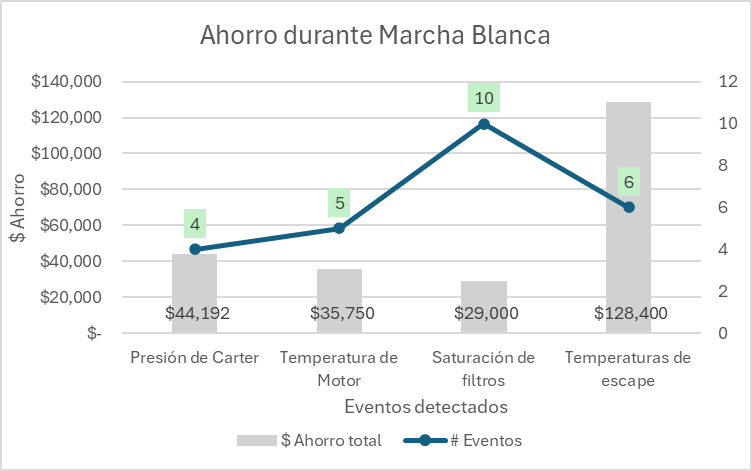 Ahorro durante Marcha Blanca
$140,000
$120,000
$100,000
$80,000
$60,000
$40,000
$20,000
$-
$ Ahorro
12
10
8
6
4
2
0
4
5
10
6
$44,192
$35,750
$29,000
$128,400
Presión de Carter
Temperatura de
Motor
Saturación de
filtros
Temperaturas de
escape
Eventos detectados
$ Ahorro total
# Eventos